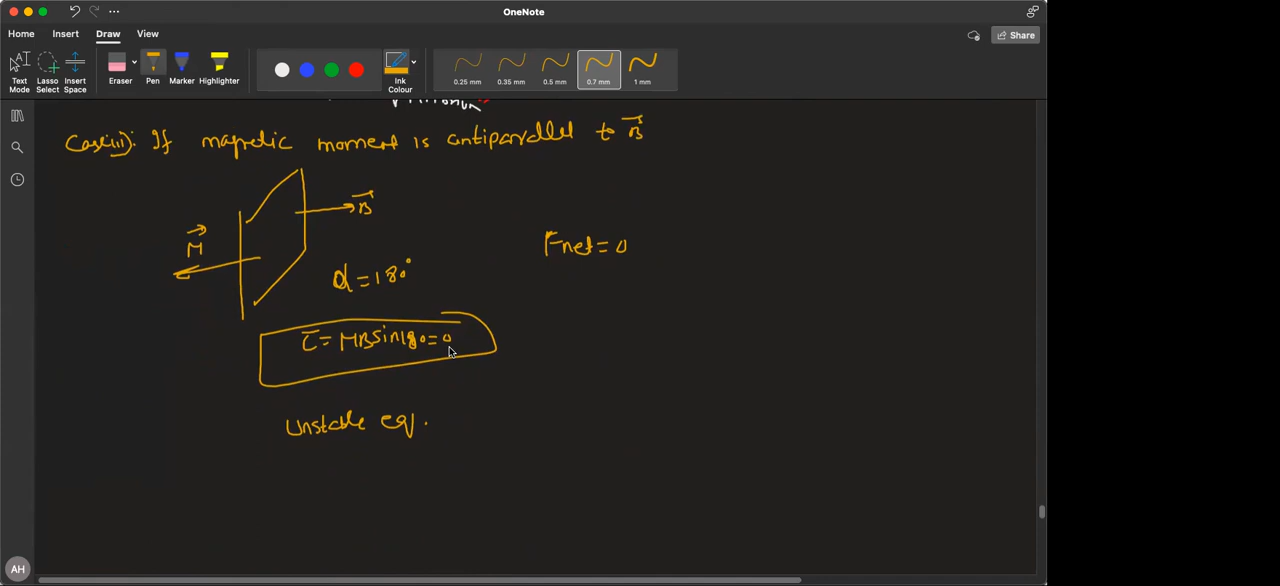 OneNote
Home Insert Draw View
Share
Text Mode
Lasso Select
Insert Space
Eraser
Pen
Marker
Highlighter
Ink Colour
0.25 mm
0.35 mm
0.5 mm
0.7 mm
1 mm
Case(iii): If magnetic moment is antiparallel to B
B
M
Fnet=0
α=180°
τ=MBsin180=0
Unstable eq.
AH